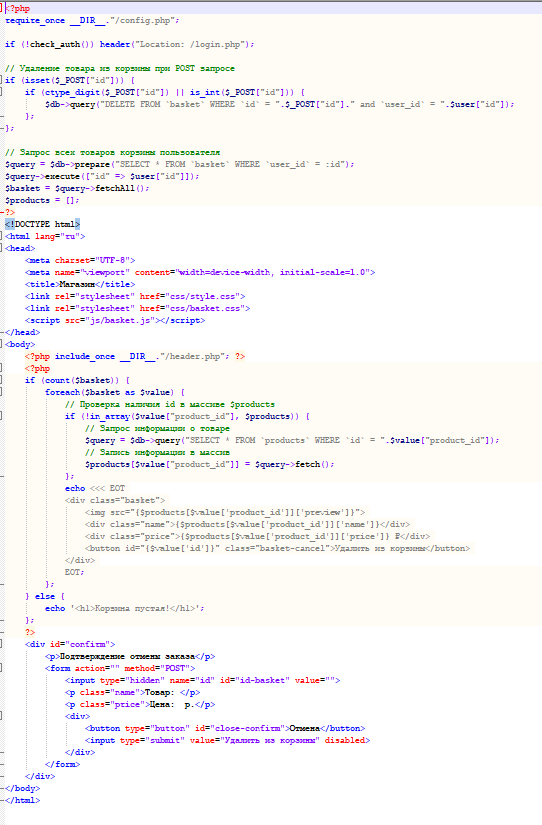 <?php
require_once __DIR__."/config.php";
if (!check_auth()) header("Location: /login.php");
// Удаление товара из корзины при POST запросе
if (isset($_POST["id"])) {
if (ctype_digit($_POST["id"]) || is_int($_POST["id"])) {
$db->query("DELETE FROM `basket` WHERE `id` = ".$_POST["id"]." and `user_id` = ".$user["id"]);
};
};
// Запрос всех товаров корзины пользователя
$query = $db->prepare("SELECT * FROM `basket` WHERE `user_id` = :id");
$query->execute(["id" => $user["id"]]);
$basket = $query->fetchAll();
$products = [];
?>
<!DOCTYPE html>
<html lang="ru">
<head>
<meta charset="UTF-8">
<meta name="viewport" content="width=device-width, initial-scale=1.0">
<title>Магазин</title>
<link rel="stylesheet" href="css/style.css">
<link rel="stylesheet" href="css/basket.css">
<script src="js/basket.js"></script>
</head>
<body>
<?php include_once __DIR__."/header.php"; ?>
<?php
if (count($basket)) {
foreach($basket as $value) {
// Проверка наличия id в массиве $products
if (!in_array($value["product_id"], $products)) {
// Запрос информации о товаре
$query = $db->query("SELECT * FROM `products` WHERE `id` = ".$value["product_id"]);
// Запись информации в массив
$products[$value["product_id"]] = $query->fetch();
};
echo <<< EOT
<div class="basket">
<img src="{$products[$value['product_id']]['preview']}">
<div class="name">{$products[$value['product_id']]['name']}</div>
<div class="price">{$products[$value['product_id']]['price']} ₽</div>
<button id="{$value['id']}" class="basket-cancel">Удалить из корзины</button>
</div>
EOT;
};
} else {
echo '<h1>Корзина пустая!</h1>';
};
?>
<div id="confirm">
<p>Подтверждение отмены заказа</p>
<form action="" method="POST">
<input type="hidden" name="id" id="id-basket" value="">
<p class="name">Товар: </p>
<p class="price">Цена:  р.</p>
<div>
<button type="button" id="close-confirm">Отмена</button>
<input type="submit" value="Удалить из корзины" disabled>
</div>
</form>
</div>
</body>
</html>